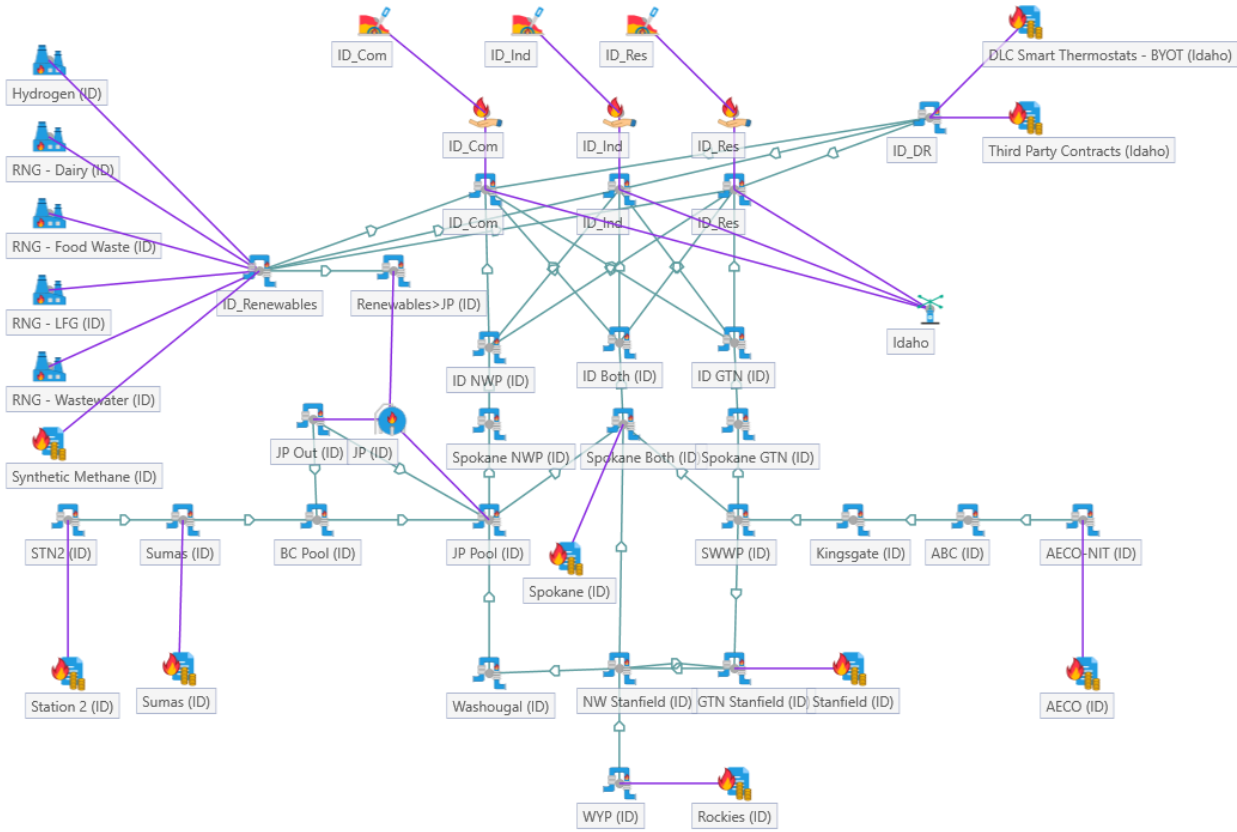 ID_Com
ID_Ind
ID_Res
DLC Smart Thermostats - BYOT (Idaho)
Hydrogen (ID)
ID_Com
ID_Ind
ID_Res
ID_DR
Third Party Contracts (Idaho)
RNG - Dairy (ID)
ID_Com
ID_Ind
ID_Res
RNG - Food Waste (ID)
ID_Renewables
Renewables>JP (ID)
RNG - LFG (ID)
Idaho
ID NWP (ID)
ID Both (ID)
ID GTN (ID)
RNG - Wastewater (ID)
JP Out (ID)
JP (ID)
Spokane NWP (ID)
Spokane Both (ID)
Spokane GTN (ID)
Synthetic Methane (ID)
STN2 (ID)
Sumas (ID)
BC Pool (ID)
JP Pool (ID)
SWWP (ID)
Kingsgate (ID)
ABC (ID)
AECO-NIT (ID)
Spokane (ID)
Station 2 (ID)
Sumas (ID)
Washougal (ID)
NW Stanfield (ID)
GTN Stanfield (ID)
Stanfield (ID)
AECO (ID)
WYP (ID)
Rockies (ID)